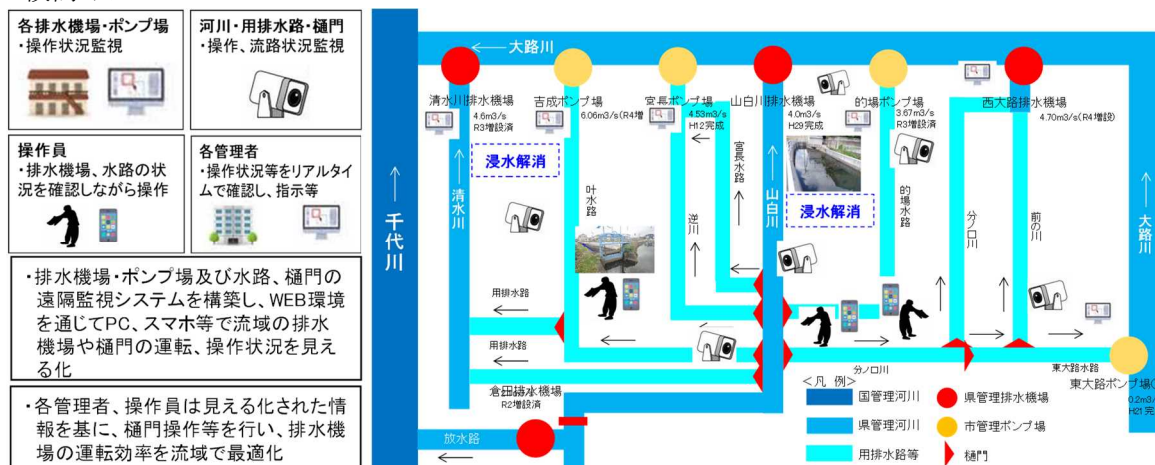 各排水機場・ポンプ場
・操作状況監視
河川・用排水路・樋門
・操作、流路状況監視
操作員
・排水機場、水路の状
況を確認しながら操作
各管理者
・操作状況等をリアルタイ
ムで確認し、指示等
・排水機場・ポンプ場及び水路、樋門の
遠隔監視システムを構築し、WEB環境
を通じてPC、スマホ等で流域の排水
機場や樋門の運転、操作状況を見え
る化
・各管理者、操作員は見える化された情
報を基に、樋門操作等を行い、排水機
場の運転効率を流域で最適化
←千代川
←大路川
清水川排水機場
4.6m3/s
R3増設済
吉成ポンプ場
6.06m3/s(R4増
宮長ポンプ場
4.53m3/s
H12完成
山白川排水機場
4.0m3/s
H29完成
的場ポンプ場
3.67m3/s
R3増設済
西大路排水機場
4.70m3/s(R4増設)
浸水解消
浸水解消
←清水川
叶水路
逆川
宮長水路
山白川
的場水路
分ノ口川
前の川
大路川
用排水路
用排水路
倉田排水機場
R2増設済
放水路
分ノ口川
東大路水路
東大路ポンプ場
0.2m3/
H21完
<凡 例>
国管理河川
県管理河川
用排水路等
県管理排水機場
市管理ポンプ場
樋門